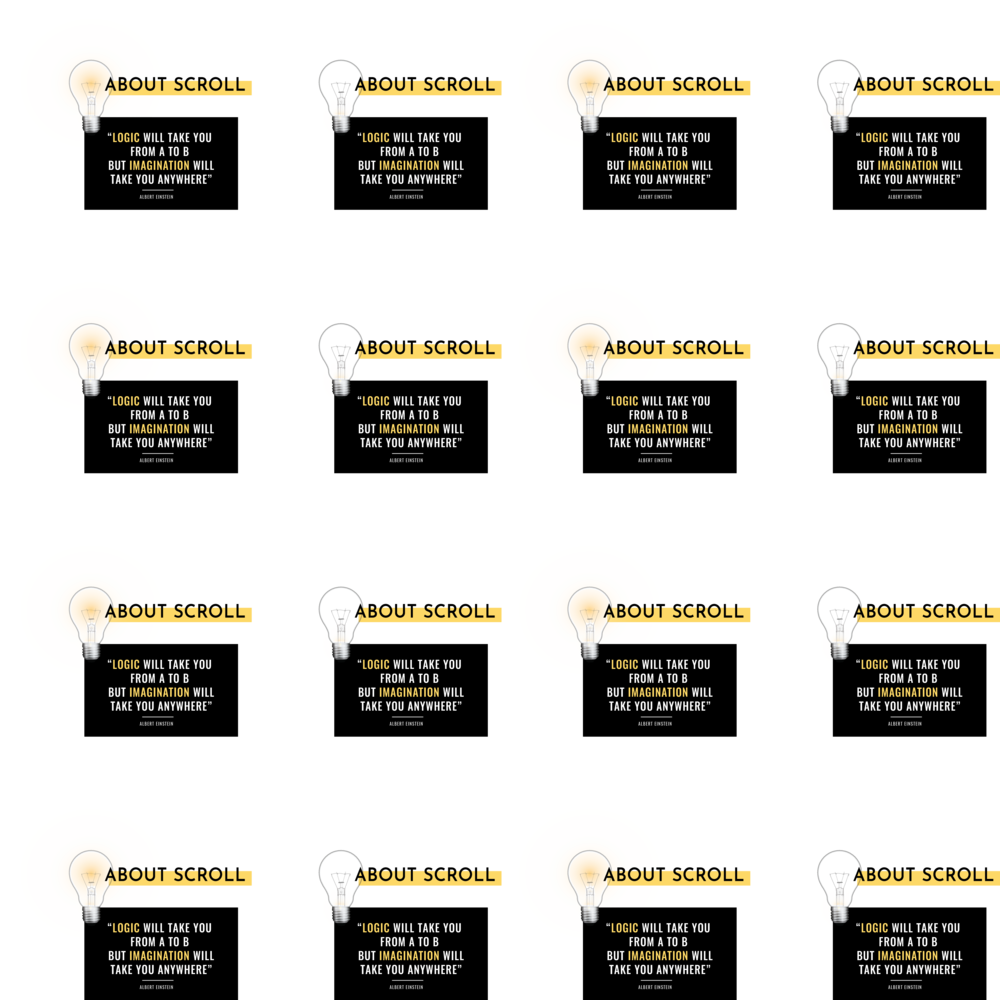 ABOUT SCROLL ABOUT SCROLL ABOUT SCROLL ABOUT SCROLL
“LOGIC WILL TAKE YOU “LOGIC WILL TAKE YOU “LOGIC WILL TAKE YOU “LOGIC WILL TAKE YOU
FROM A TO B FROM A TO B FROM A TO B FROM A TO B
BUT IMAGINATION WILL BUT IMAGINATION WILL BUT IMAGINATION WILL BUT IMAGINATION WILL
TAKE YOU ANYWHERE” TAKE YOU ANYWHERE” TAKE YOU ANYWHERE” TAKE YOU ANYWHERE”
ALBERT EINSTEIN ALBERT EINSTEIN ALBERT EINSTEIN ALBERT EINSTEIN
ABOUT SCROLL ABOUT SCROLL ABOUT SCROLL ABOUT SCROLL
“LOGIC WILL TAKE YOU “LOGIC WILL TAKE YOU “LOGIC WILL TAKE YOU “LOGIC WILL TAKE YOU
FROM A TO B FROM A TO B FROM A TO B FROM A TO B
BUT IMAGINATION WILL BUT IMAGINATION WILL BUT IMAGINATION WILL BUT IMAGINATION WILL
TAKE YOU ANYWHERE” TAKE YOU ANYWHERE” TAKE YOU ANYWHERE” TAKE YOU ANYWHERE”
ALBERT EINSTEIN ALBERT EINSTEIN ALBERT EINSTEIN ALBERT EINSTEIN
ABOUT SCROLL ABOUT SCROLL ABOUT SCROLL ABOUT SCROLL
“LOGIC WILL TAKE YOU “LOGIC WILL TAKE YOU “LOGIC WILL TAKE YOU “LOGIC WILL TAKE YOU
FROM A TO B FROM A TO B FROM A TO B FROM A TO B
BUT IMAGINATION WILL BUT IMAGINATION WILL BUT IMAGINATION WILL BUT IMAGINATION WILL
TAKE YOU ANYWHERE” TAKE YOU ANYWHERE” TAKE YOU ANYWHERE” TAKE YOU ANYWHERE”
ALBERT EINSTEIN ALBERT EINSTEIN ALBERT EINSTEIN ALBERT EINSTEIN
ABOUT SCROLL ABOUT SCROLL ABOUT SCROLL ABOUT SCROLL
“LOGIC WILL TAKE YOU “LOGIC WILL TAKE YOU “LOGIC WILL TAKE YOU “LOGIC WILL TAKE YOU
FROM A TO B FROM A TO B FROM A TO B FROM A TO B
BUT IMAGINATION WILL BUT IMAGINATION WILL BUT IMAGINATION WILL BUT IMAGINATION WILL
TAKE YOU ANYWHERE” TAKE YOU ANYWHERE” TAKE YOU ANYWHERE” TAKE YOU ANYWHERE”
ALBERT EINSTEIN ALBERT EINSTEIN ALBERT EINSTEIN ALBERT EINSTEIN